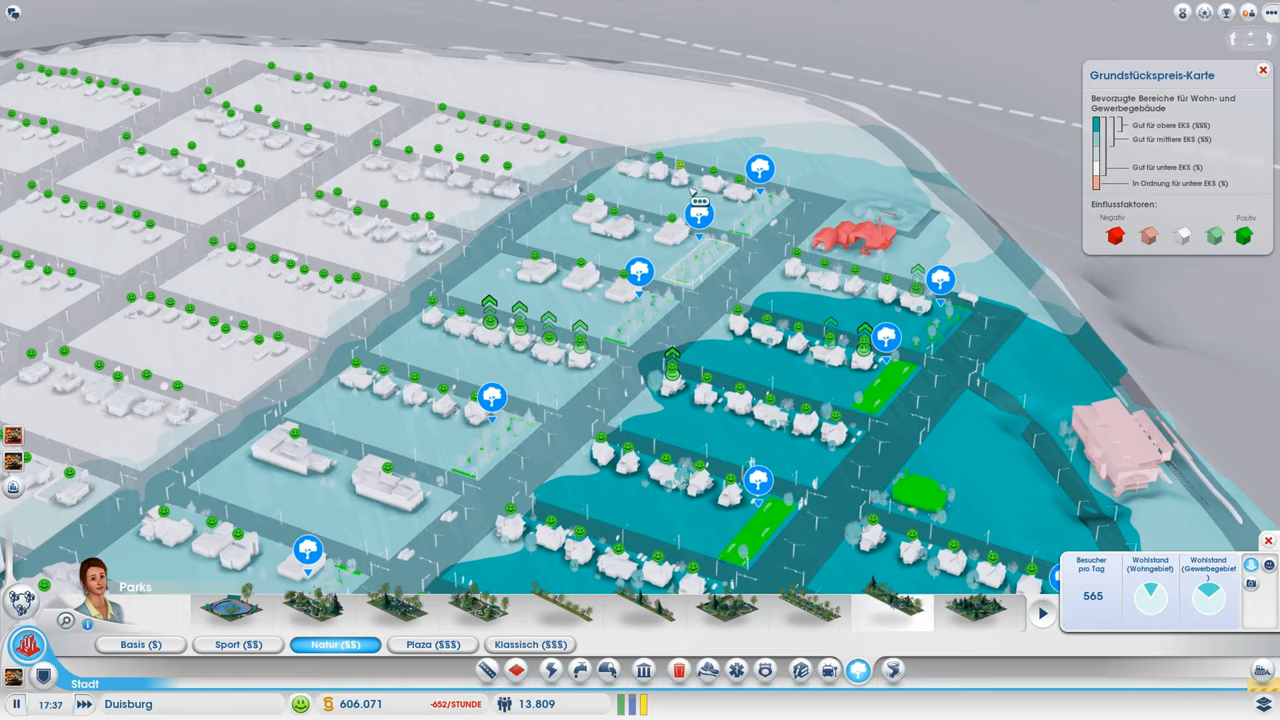 Grundstückspreis-Karte
Bevorzugte Bereiche für Wohn- und
Gewerbegebäude
Gut für obere EKS ($$$)
Gut für mittlere EKS ($$)
Gut für untere EKS ($)
In Ordnung für untere EKS ($)
Einflussfaktoren:
Negativ
Positiv
Parks
Besucher
pro Tag
565
Wohlstand
(Wohngebiet)
Wohlstand
(Gewerbegebiet
)
Basis ($)
Sport ($$)
Natur ($$)
Plaza ($$$)
Klassisch ($$$)
Stadt
17:37
Duisburg
606.071
-652/STUNDE
13.809